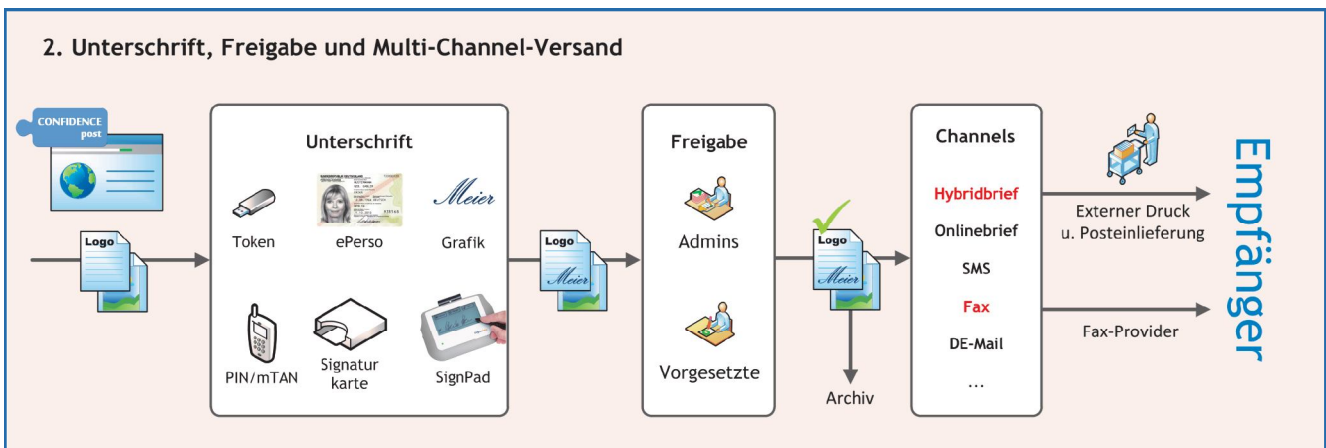 2. Unterschrift, Freigabe und Multi-Channel-Versand
CONFIDENCE
post
Logo
Unterschrift
Token
ePerso
Meier
Grafik
PIN/mTAN
Signatur
karte
SignPad
Logo
Meier
Freigabe
Admins
Vorgesetzte
Logo
Meier
Archiv
Channels
Hybridbrief
Onlinebrief
SMS
Fax
DE-Mail
...
Externer Druck
u. Posteinlieferung
Fax-Provider
Empfänger